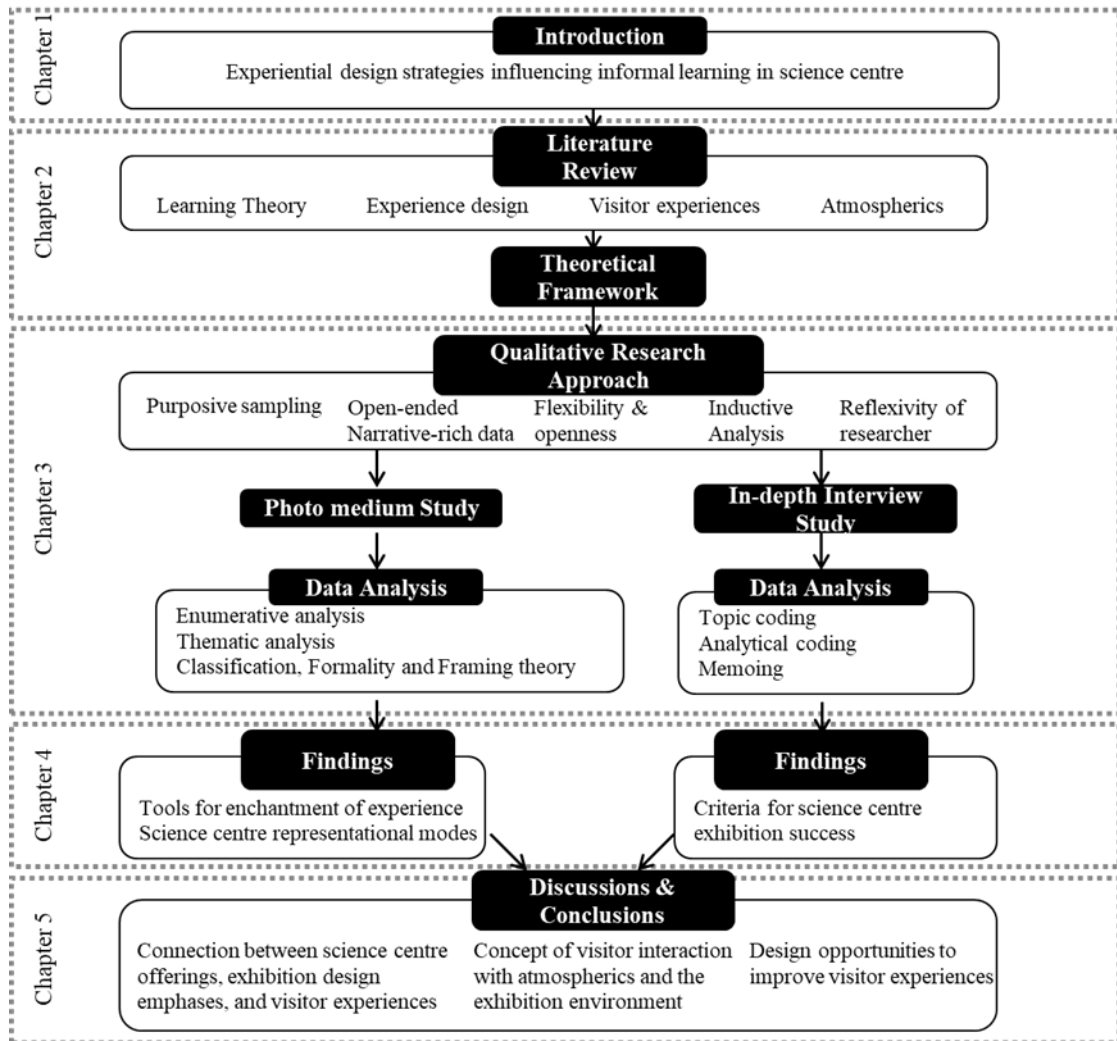 Chapter 1
Introduction
Experiential design strategies influencing informal learning in science centre
Chapter 2
Literature
Review
Learning Theory
Experience design
Visitor experiences
Atmospherics
Theoretical
Framework
Chapter 3
Qualitative Research
Approach
Purposive sampling
Open-ended
Narrative-rich data
Flexibility &
openness
Inductive
Analysis
Reflexivity of
researcher
Photo medium Study
In-depth Interview
Study
Data Analysis
Enumerative analysis
Thematic analysis
Classification, Formality and Framing theory
Data Analysis
Topic coding
Analytical coding
Memoing
Chapter 4
Findings
Tools for enchantment of experience
Science centre representational modes
Findings
Criteria for science centre
exhibition success
Chapter 5
Discussions &
Conclusions
Connection between science centre
offerings, exhibition design
emphases, and visitor experiences
Concept of visitor interaction
with atmospherics and the
exhibition environment
Design opportunities to
improve visitor experiences